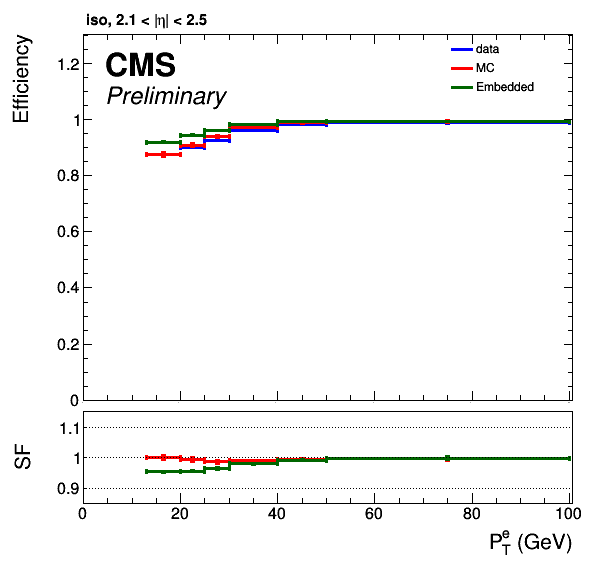 iso, 2.1 < |η| < 2.5
Efficiency
CMS
Preliminary
data
MC
Embedded
1.2
1
0.8
0.6
0.4
0.2
0
SF
1.1
1
0.9
0 20 40 60 80 100
P_T^e (GeV)